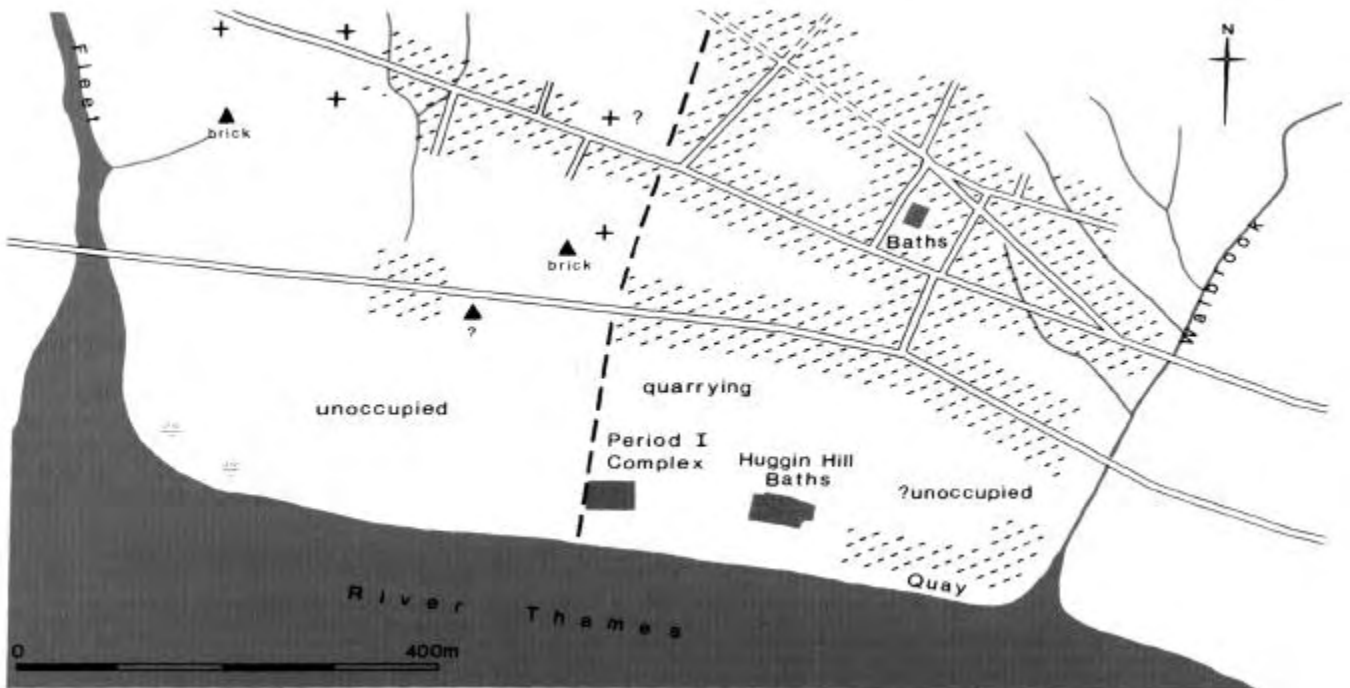 N
Fleet
brick
?
Baths
brick
Walbrook
?
quarrying
unoccupied
Period I
Complex
Huggin Hill
Baths
?unoccupied
Quay
River Thames
0
400m